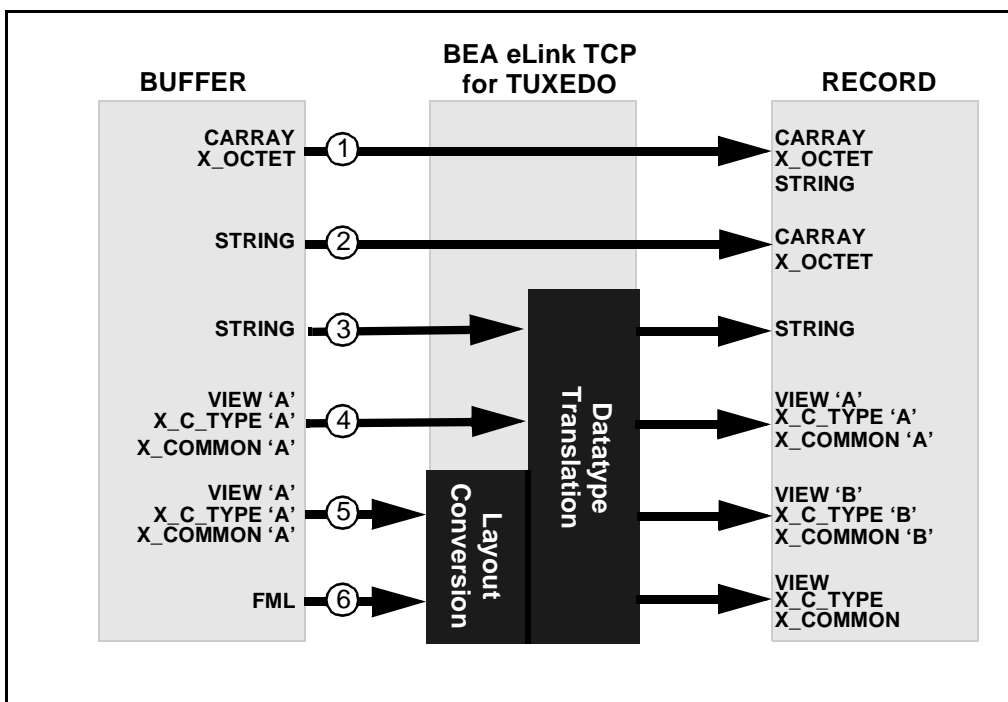 BUFFER
BEA eLink TCP
for TUXEDO
RECORD
CARRAY
X_OCTET
1
CARRAY
X_OCTET
STRING
STRING
2
CARRAY
X_OCTET
STRING
3
STRING
VIEW ‘A’
X_C_TYPE ‘A’
X_COMMON ‘A’
4
VIEW ‘A’
X_C_TYPE ‘A’
X_COMMON ‘A’
VIEW ‘A’
X_C_TYPE ‘A’
X_COMMON ‘A’
5
VIEW ‘B’
X_C_TYPE ‘B’
X_COMMON ‘B’
FML
6
VIEW
X_C_TYPE
X_COMMON
Layout
Conversion
Datatype
Translation